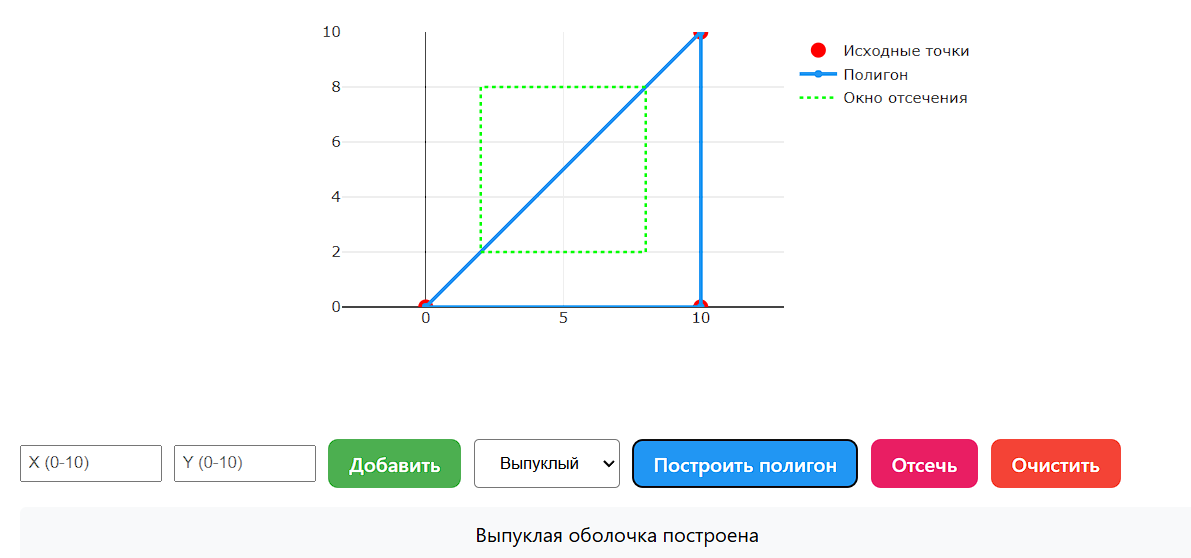 10
8
6
4
2
0
0 5 10
Исходные точки
Полигон
Окно отсечения
X (0-10) Y (0-10) Добавить Выпуклый Построить полигон Отсечь Очистить
Выпуклая оболочка построена